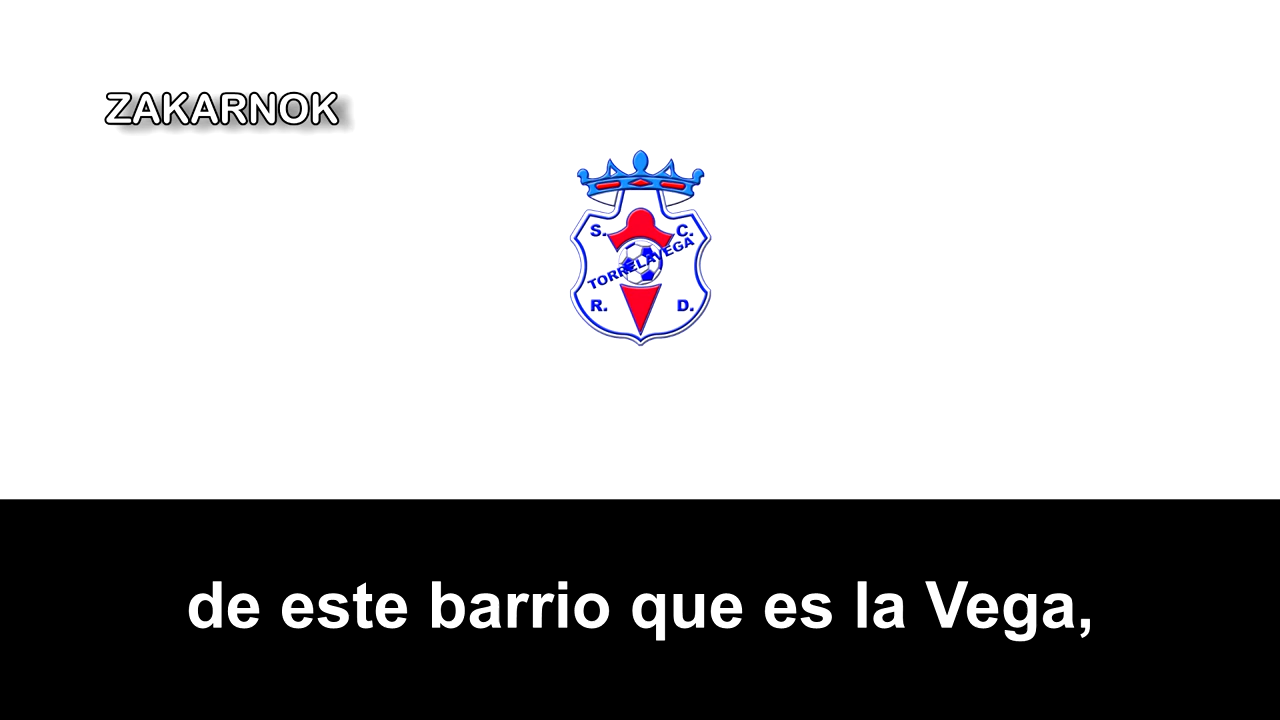 ZAKARNOK
S. C.
TORRELAVEGA
R. D.
de este barrio que es la Vega,